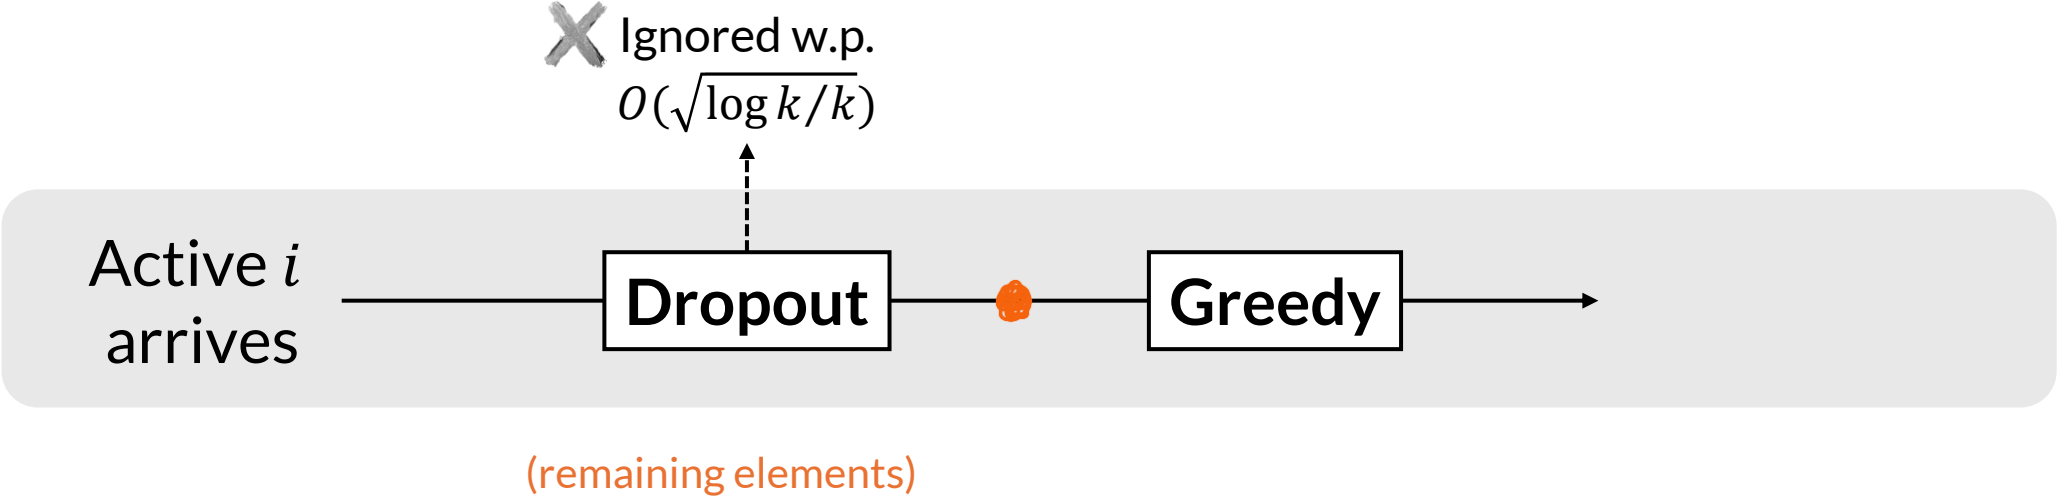 Ignored w.p.
O(√log k/k)
Active i
arrives
Dropout
Greedy
(remaining elements)